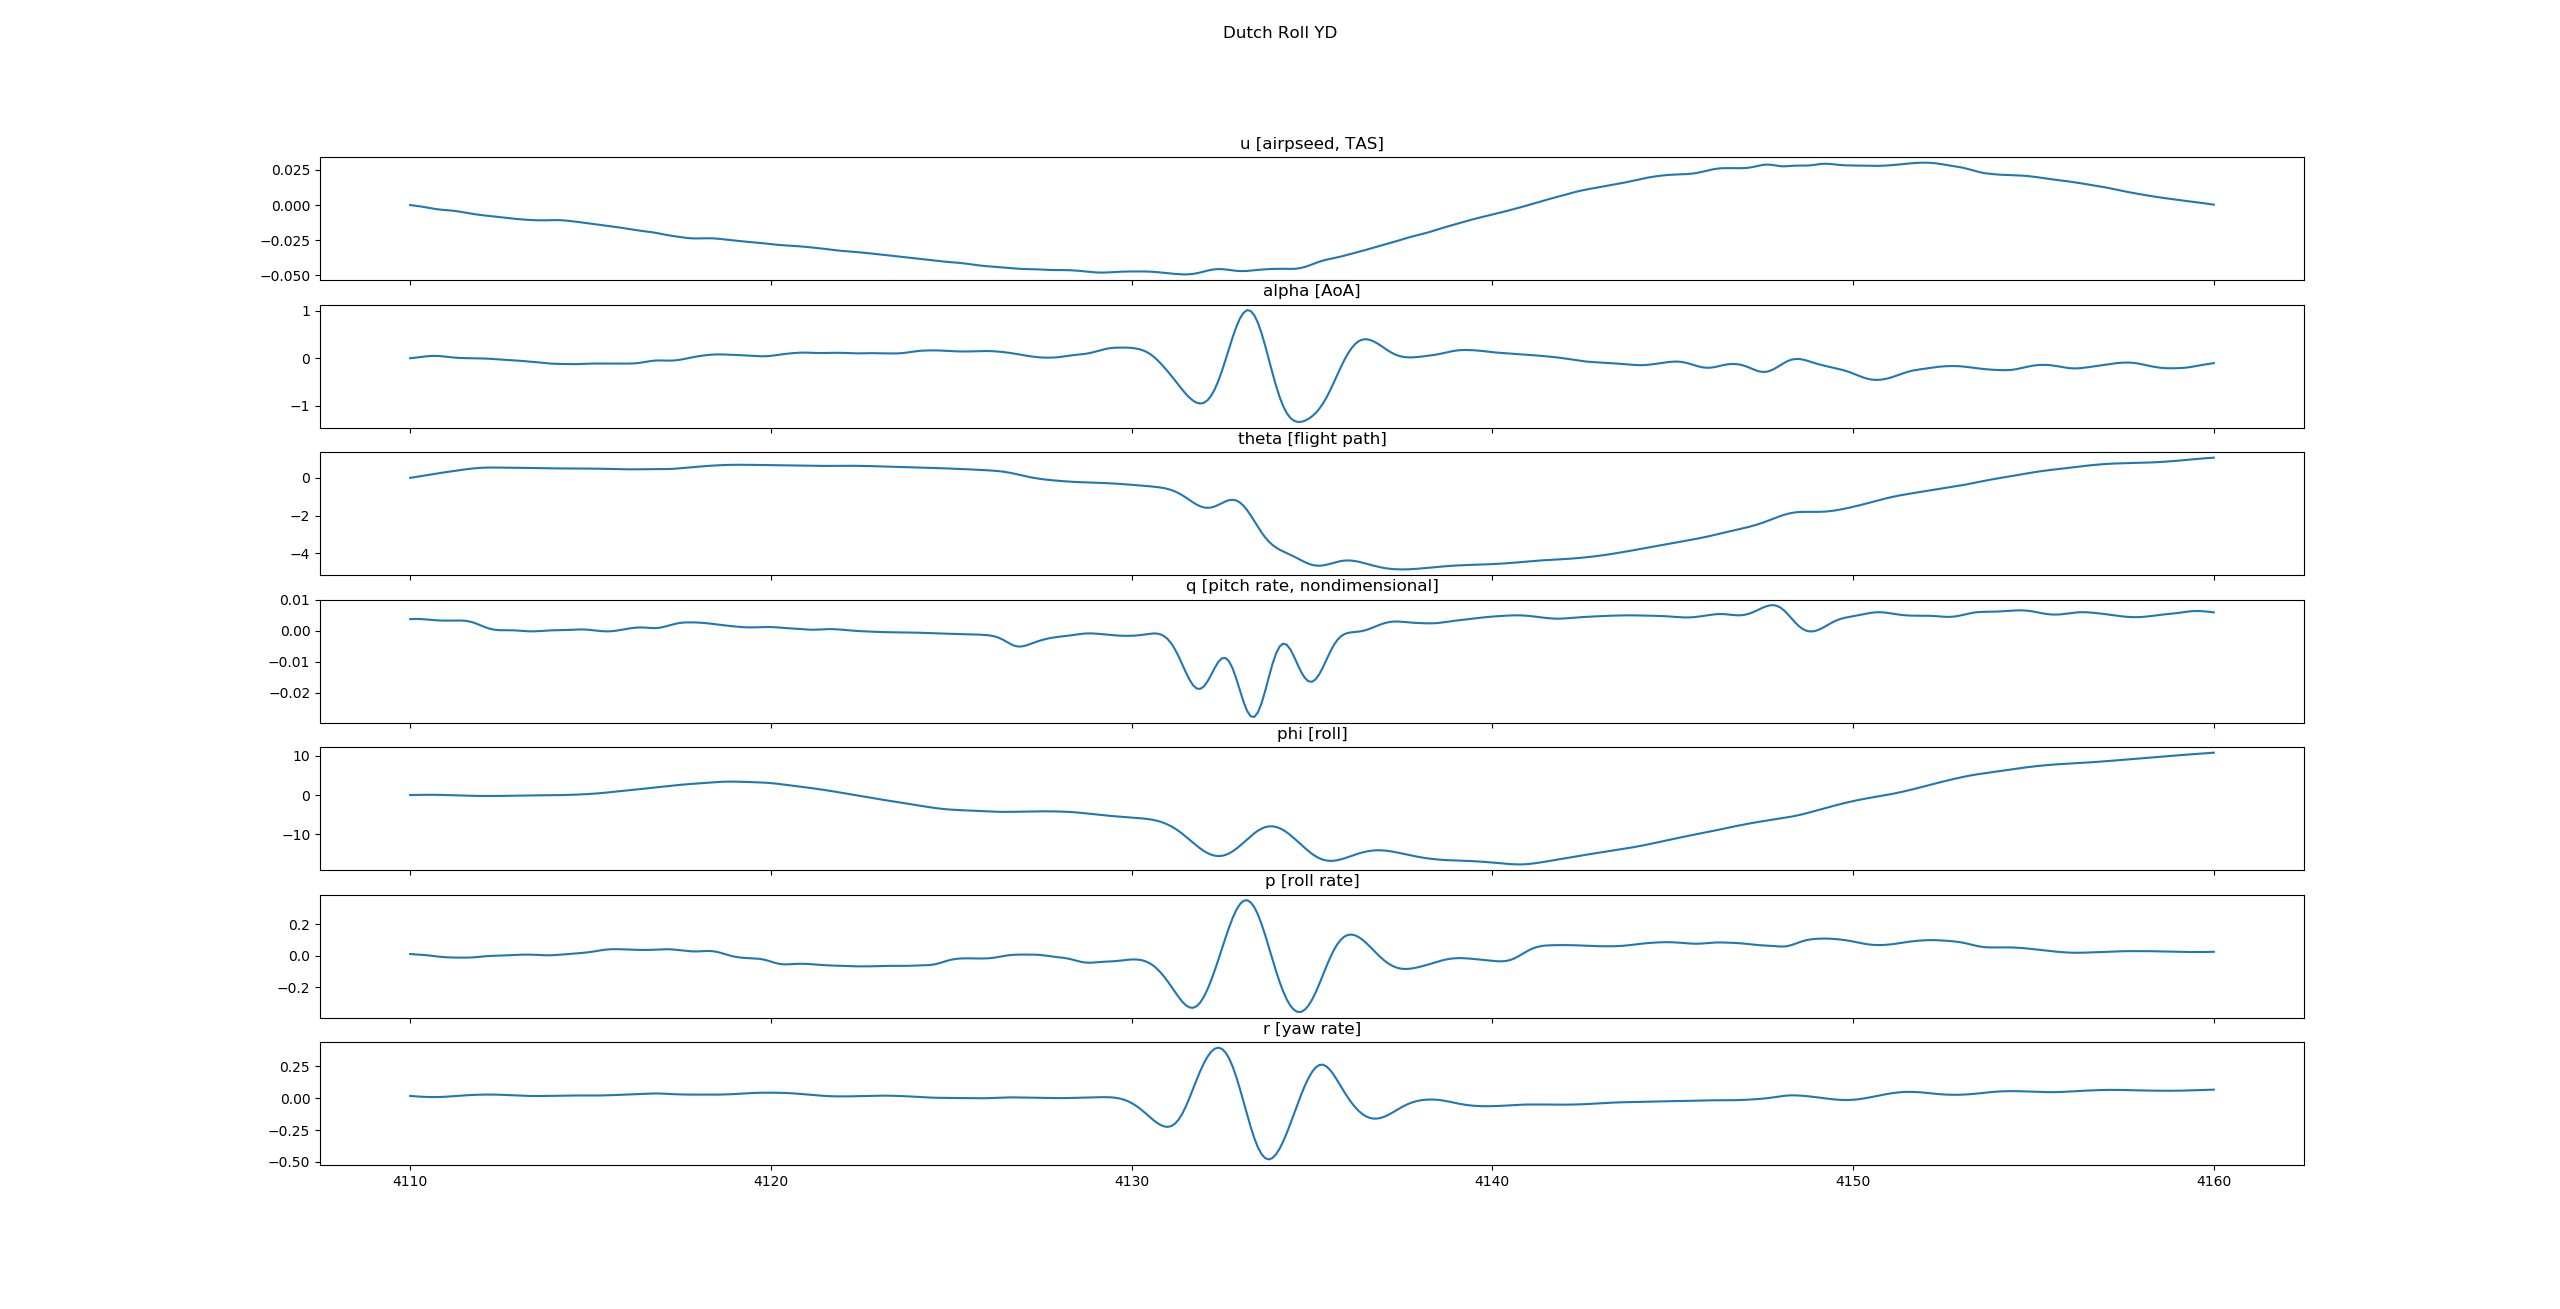 Dutch Roll YD
u [airpseed, TAS]
0.025
0.000
−0.025
−0.050
alpha [AoA]
1
0
−1
theta [flight path]
0
−2
−4
q [pitch rate, nondimensional]
0.01
0.00
−0.01
−0.02
phi [roll]
10
0
−10
p [roll rate]
0.2
0.0
−0.2
r [yaw rate]
0.25
0.00
−0.25
−0.50
4110 4120 4130 4140 4150 4160